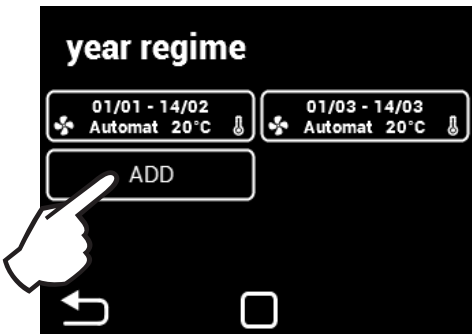 year regime
01/01 - 14/02
Automat 20°C
01/03 - 14/03
Automat 20°C
ADD